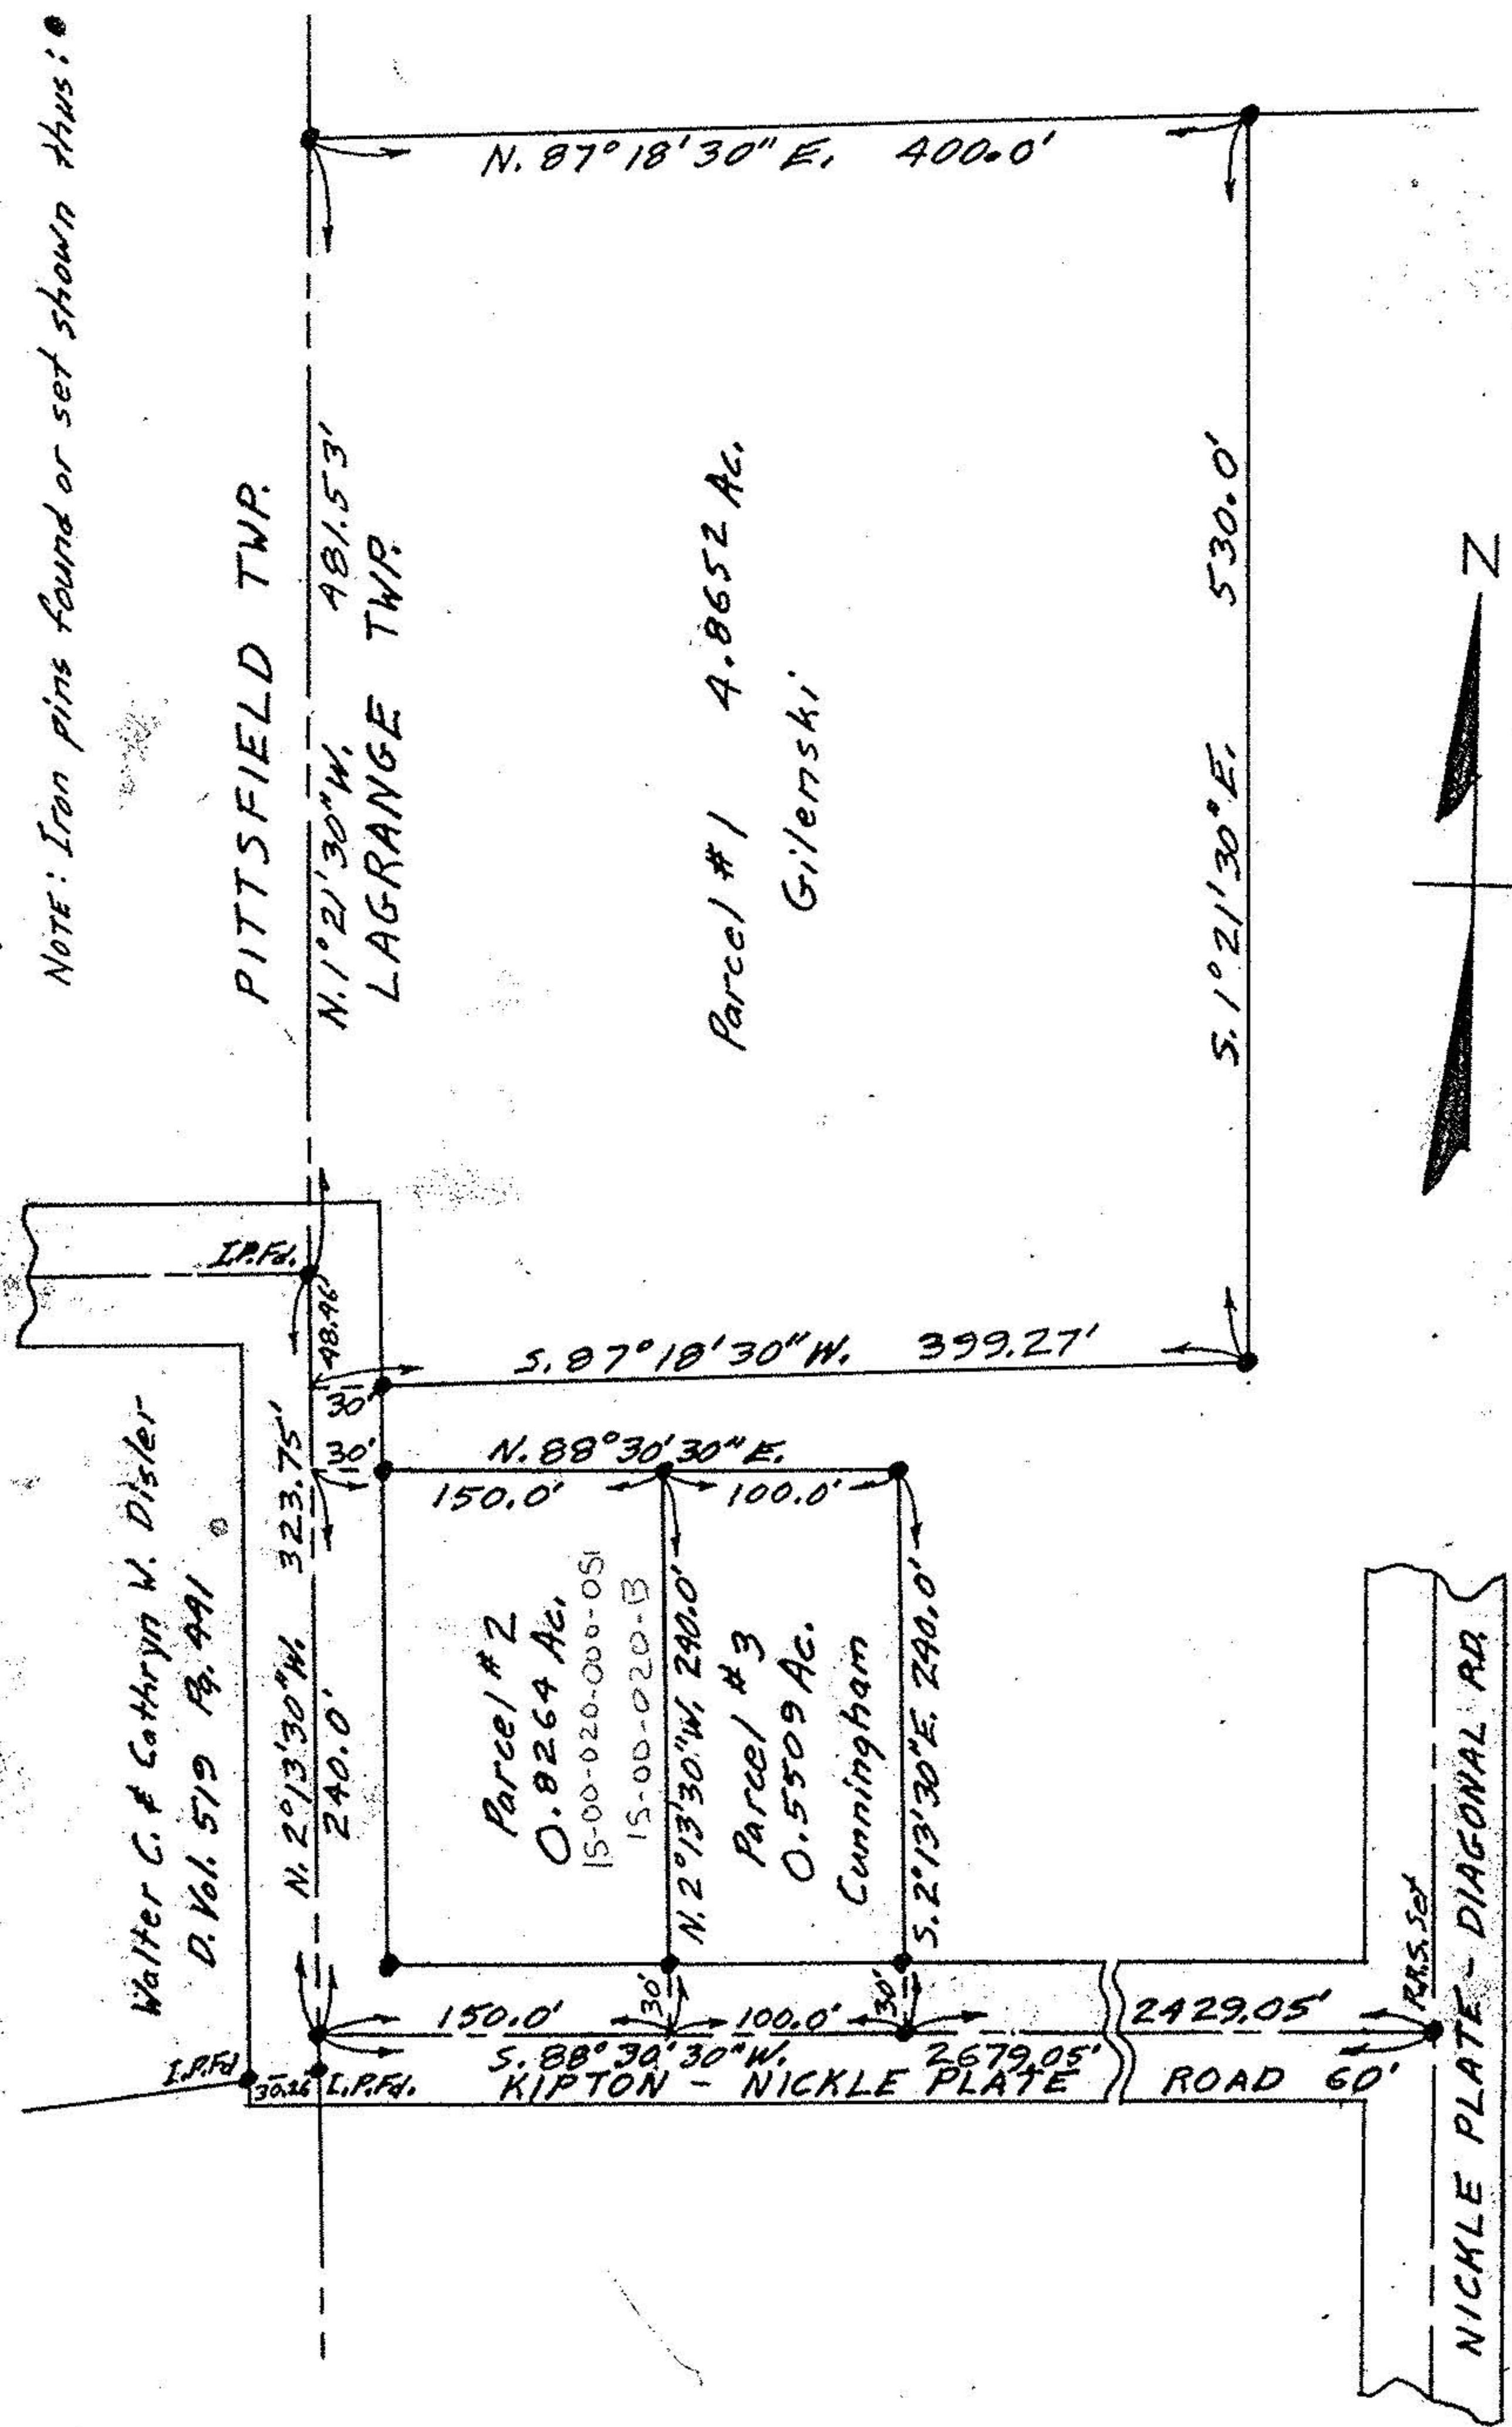 NOTE: Iron pins found or set shown thus:
PITTSFIELD TWP.
N. 1° 21' 30" W. 481.53'
LAGRANGE TWP.
N. 87° 18' 30" E. 400.0'
Parcel #1 4.8652 Ac.
Gilenski
S. 1° 21' 30" E. 530.0'
S. 87° 18' 30" W. 399.27'
I.P.Fd.
48.46'
30'
30'
Walter C. & Cathryn W. Disler
D. Vol. 519 Pg. 441
N. 2° 13' 30" W. 323.75'
240.0'
N. 88° 30' 30" E.
150.0' 100.0'
Parcel #2
0.8264 Ac.
15-00-020-000-051
15-00-020-B
N. 2° 13' 30" W. 240.0'
Parcel #3
0.5509 Ac.
Cunningham
S. 2° 13' 30" E. 240.0'
I.P.Fd
30.26
I.P.Fd.
150.0' 30' 100.0' 30' 2429.05'
S. 88° 30' 30" W. 2679.05'
KIPTON - NICKLE PLATE ROAD 60'
R.R.S. Set
NICKLE PLATE - DIAGONAL RD.
N